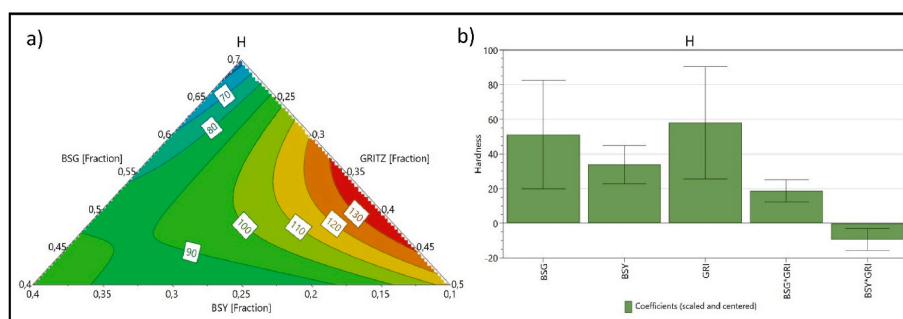 a)
H
0,7
0,65
0,6
0,55
0,5
0,45
0,4
BSG [Fraction]
0,25
0,3
0,35
0,4
0,45
0,5
GRITZ [Fraction]
70
80
90
100
110
120
130
0,4
0,3
0,25
0,2
0,1
BSY [Fraction]
b)
H
Hardness
100
80
60
40
20
0
-20
BSG
BSY
GRI
BSG*GRI
BSY*GRI
Coefficients (scaled and centered)